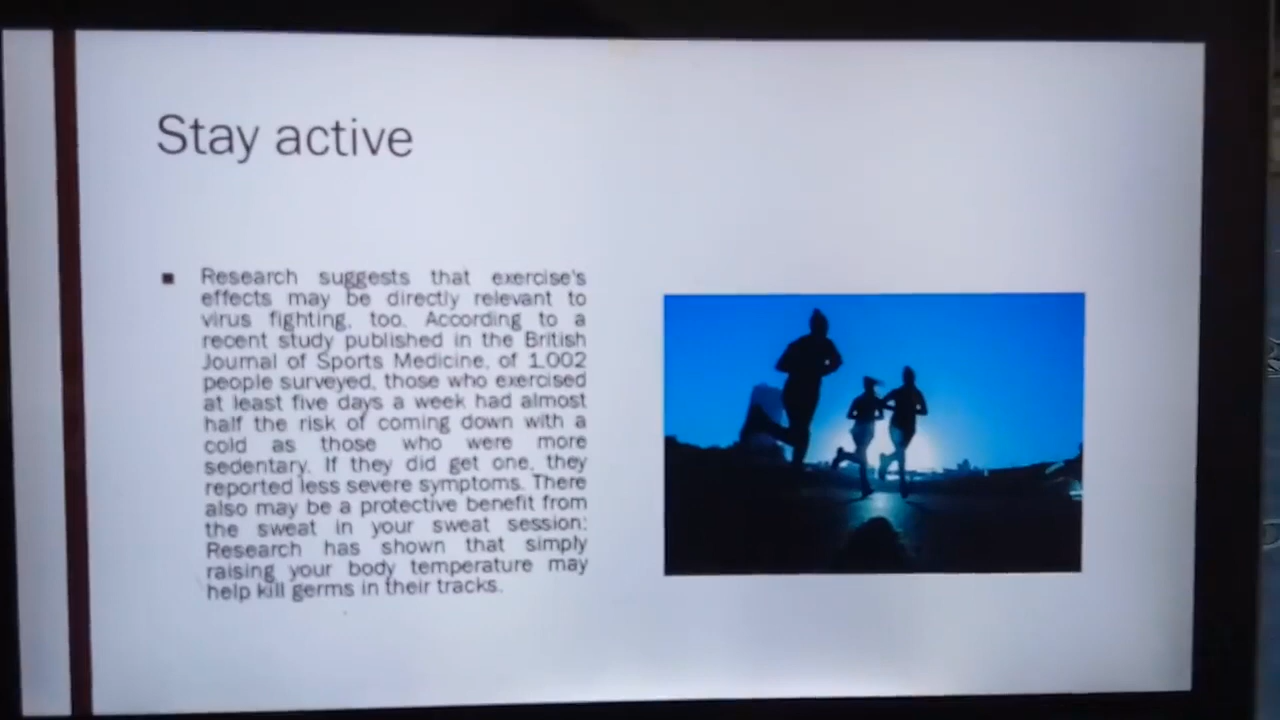 Stay active
Research suggests that exercise's
effects may be directly relevant to
virus fighting, too. According to a
recent study published in the British
Journal of Sports Medicine, of 1,002
people surveyed, those who exercised
at least five days a week had almost
half the risk of coming down with a
cold as those who were more
sedentary. If they did get one, they
reported less severe symptoms. There
also may be a protective benefit from
the sweat in your sweat session:
Research has shown that simply
raising your body temperature may
help kill germs in their tracks.